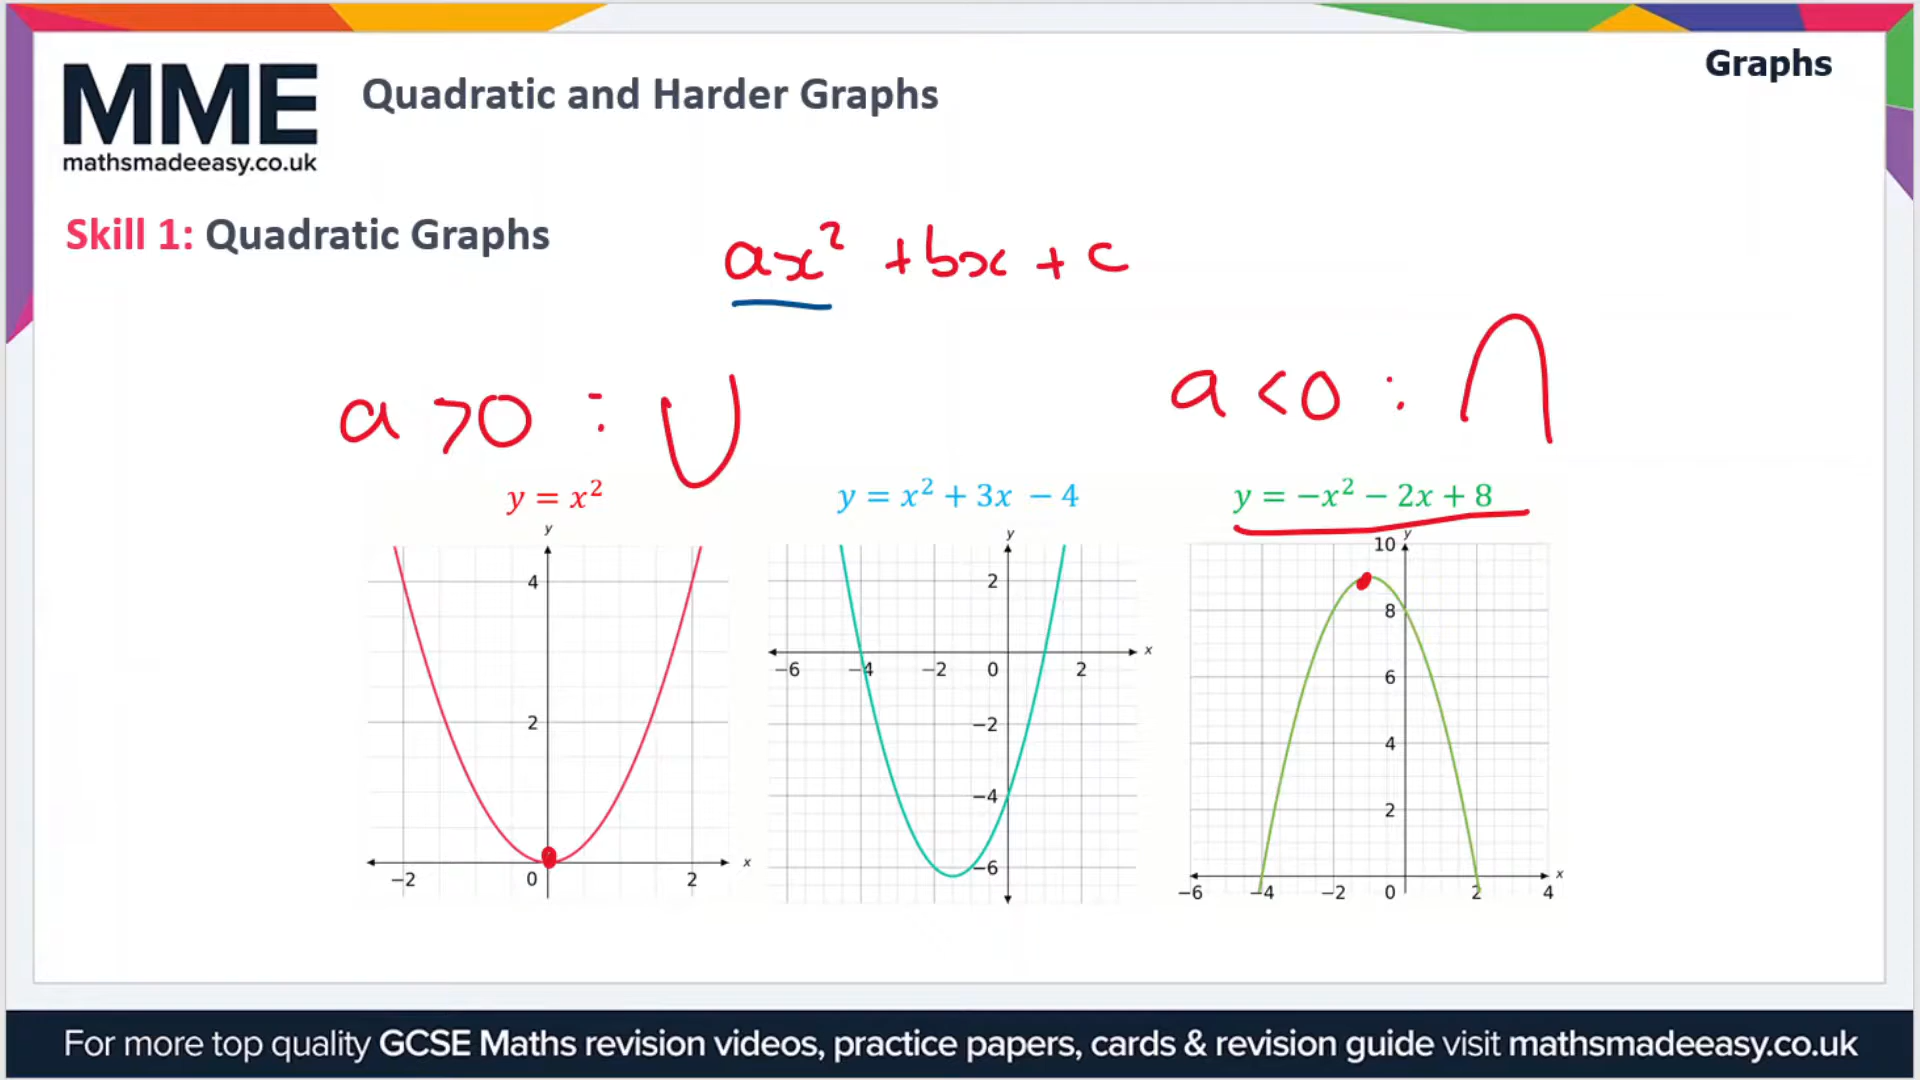 Graphs
MME
mathsmadeeasy.co.uk
Quadratic and Harder Graphs
Skill 1: Quadratic Graphs
ax² + bx + c
a > 0 : ∪
a < 0 : ∩
y = x²
y
4
2
−2 0 2 x
y = x² + 3x − 4
y
2
−6 −4 −2 0 2 x
−2
−4
−6
y = −x² − 2x + 8
y
10
8
6
4
2
−6 −4 −2 0 2 4 x
For more top quality GCSE Maths revision videos, practice papers, cards & revision guide visit mathsmadeeasy.co.uk